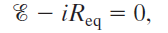 ℰ − iR_eq = 0,